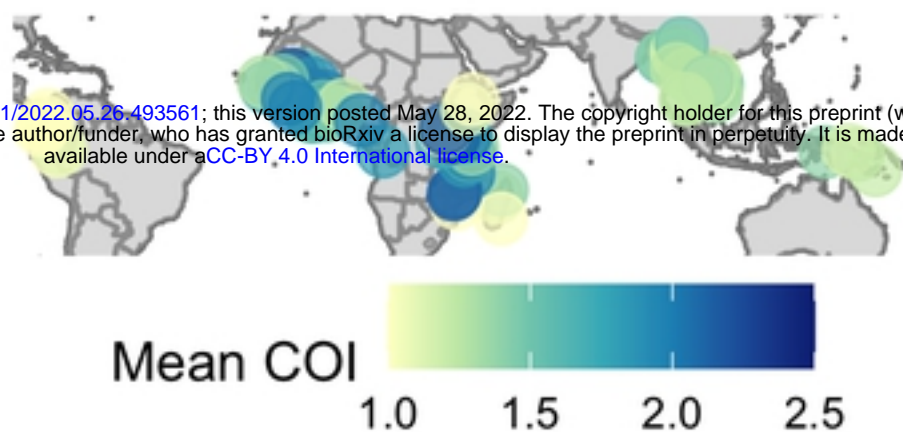 1/2022.05.26.493561; this version posted May 28, 2022. The copyright holder for this preprint (w
e author/funder, who has granted bioRxiv a license to display the preprint in perpetuity. It is made
available under aCC-BY 4.0 International license.
Mean COI
1.0 1.5 2.0 2.5